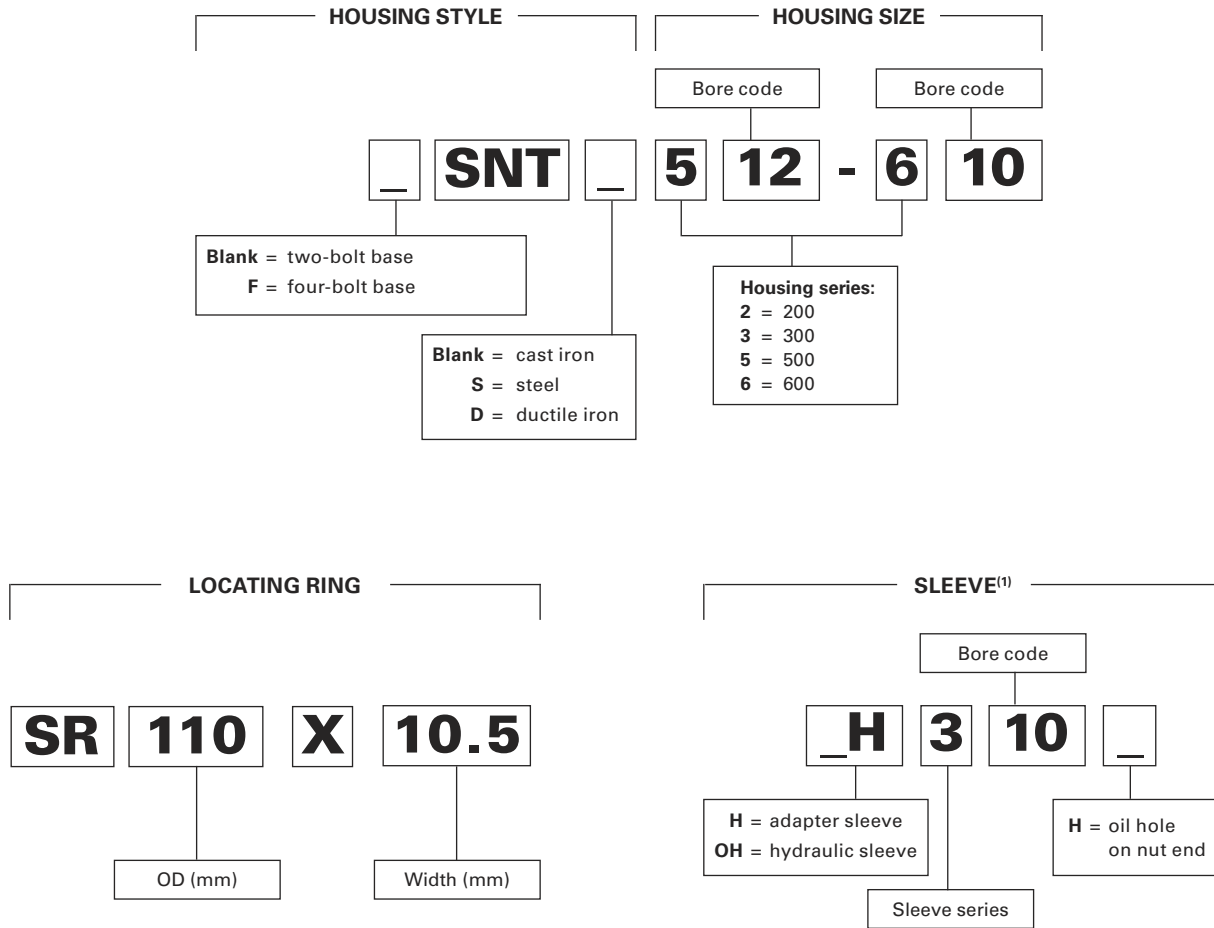 HOUSING STYLE
HOUSING SIZE
Bore code
Bore code
_ SNT _ 5 12 - 6 10
Blank = two-bolt base
F = four-bolt base
Blank = cast iron
S = steel
D = ductile iron
Housing series:
2 = 200
3 = 300
5 = 500
6 = 600
LOCATING RING
SR 110 X 10.5
OD (mm)
Width (mm)
SLEEVE(1)
Bore code
_H 3 10 _
H = adapter sleeve
OH = hydraulic sleeve
H = oil hole
on nut end
Sleeve series